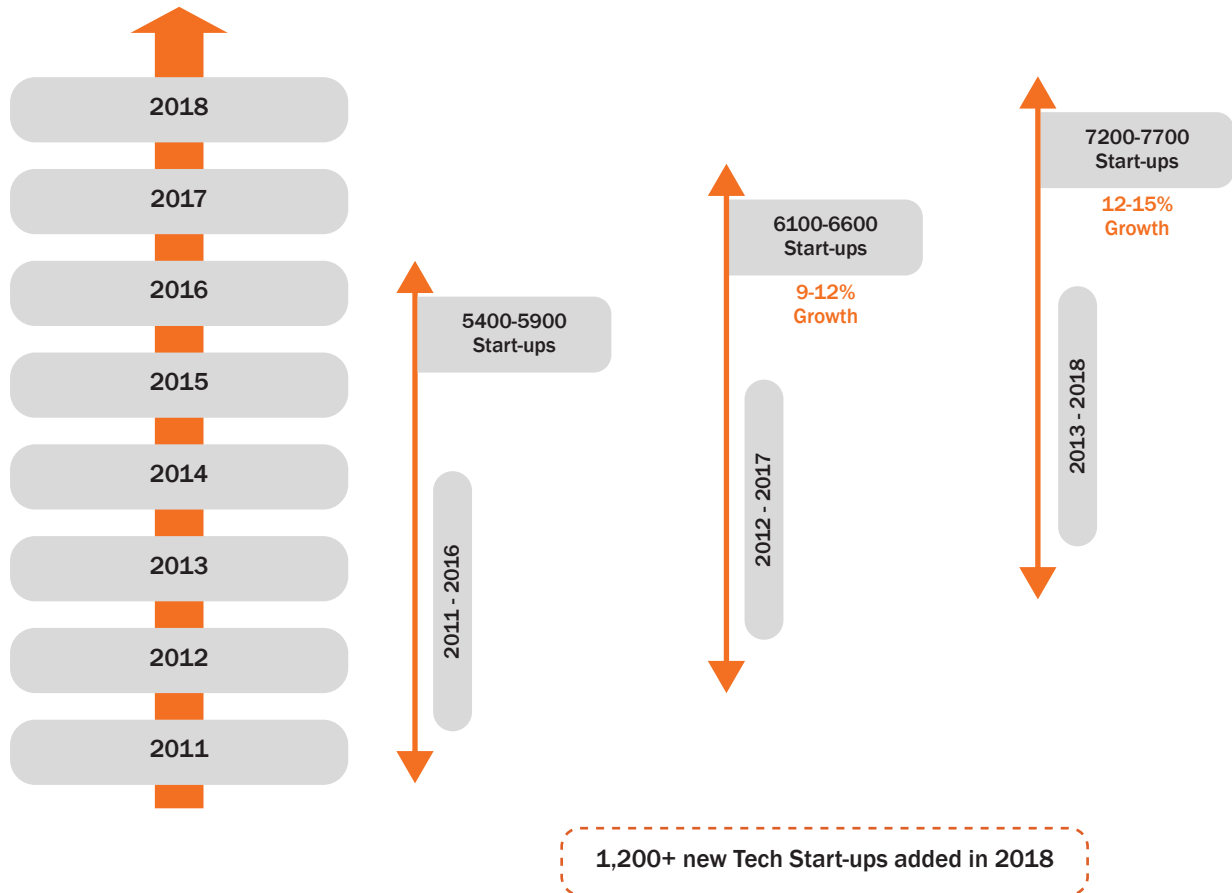 2018
2017
2016
2015
2014
2013
2012
2011
5400-5900
Start-ups
2011 - 2016
6100-6600
Start-ups
9-12%
Growth
2012 - 2017
7200-7700
Start-ups
12-15%
Growth
2013 - 2018
1,200+ new Tech Start-ups added in 2018